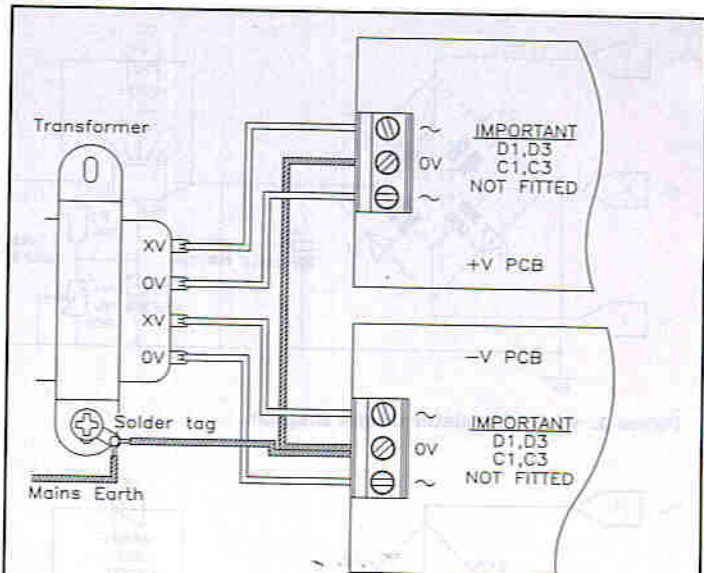 Transformer
XV
0V
XV
0V
Solder tag
Mains Earth
~
0V
~
IMPORTANT
D1,D3
C1,C3
NOT FITTED
+V PCB
-V PCB
~
0V
~
IMPORTANT
D1,D3
C1,C3
NOT FITTED